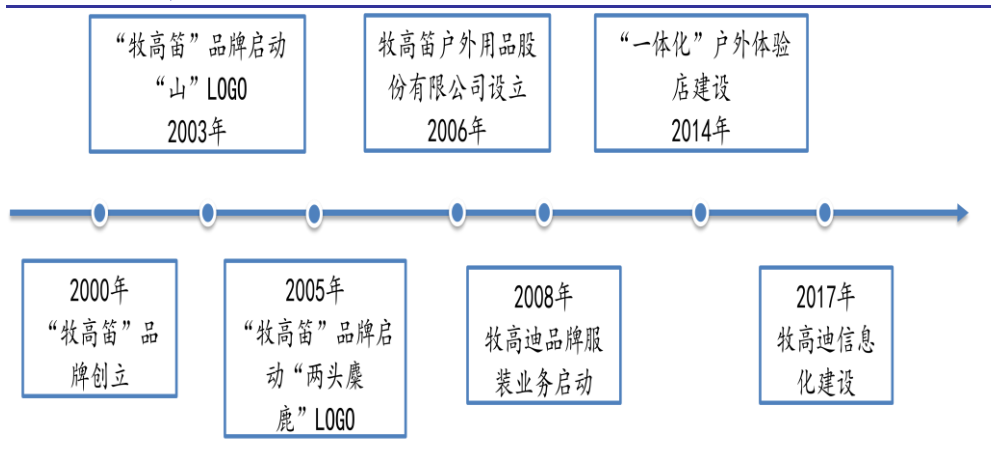 “牧高笛”品牌启动
“山”LOGO
2003年
牧高笛户外用品股
份有限公司设立
2006年
“一体化”户外体验
店建设
2014年
2000年
“牧高笛”品
牌创立
2005年
“牧高笛”品牌启
动“两头麋
鹿”LOGO
2008年
牧高迪品牌服
装业务启动
2017年
牧高迪信息
化建设